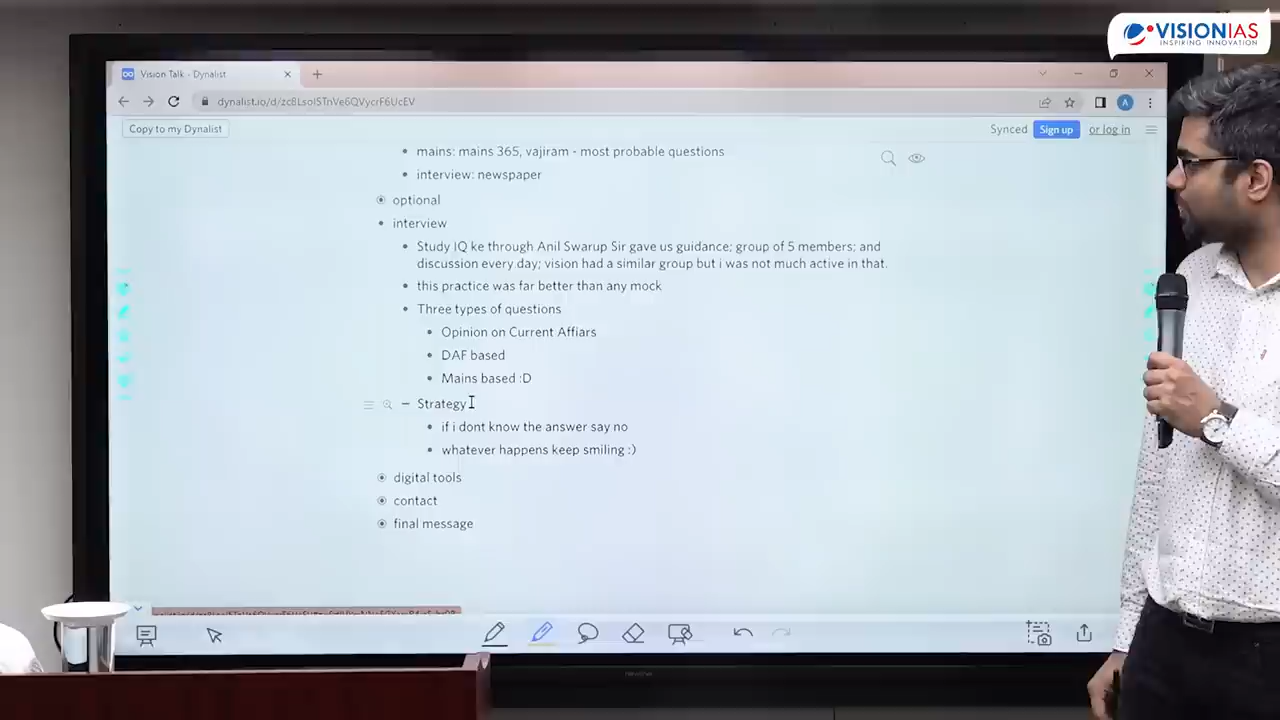 VISIONIAS
INSPIRING INNOVATION
Vision Talk - Dynalist
dynalist.io/d/zc8LsoI5TnVe6QVycrF6UcEV
A
Copy to my Dynalist
Synced
Sign up
or log in
mains: mains 365, vajiram - most probable questions
interview: newspaper
optional
interview
Study IQ ke through Anil Swarup Sir gave us guidance; group of 5 members; and
discussion every day; vision had a similar group but i was not much active in that.
this practice was far better than any mock
Three types of questions
Opinion on Current Affiars
DAF based
Mains based :D
Strategy
if i dont know the answer say no
whatever happens keep smiling :)
digital tools
contact
final message